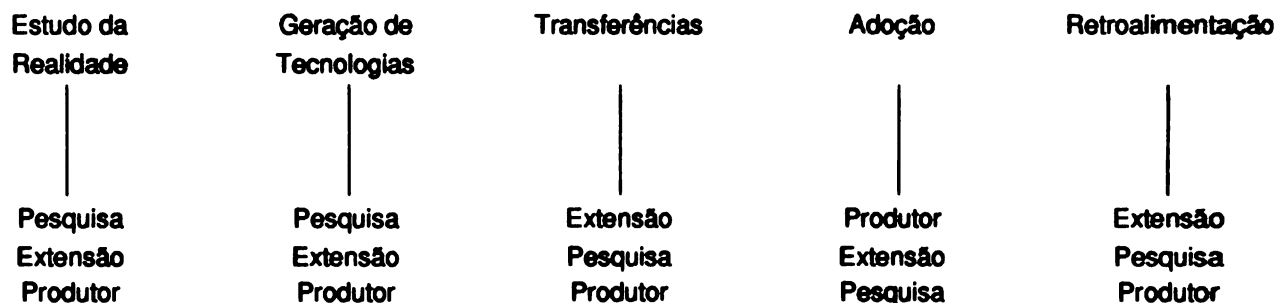 Estudo da
Realidade
Geração de
Tecnologias
Transferências
Adoção
Retroalimentação
Pesquisa
Extensão
Produtor
Pesquisa
Extensão
Produtor
Extensão
Pesquisa
Produtor
Produtor
Extensão
Pesquisa
Extensão
Pesquisa
Produtor